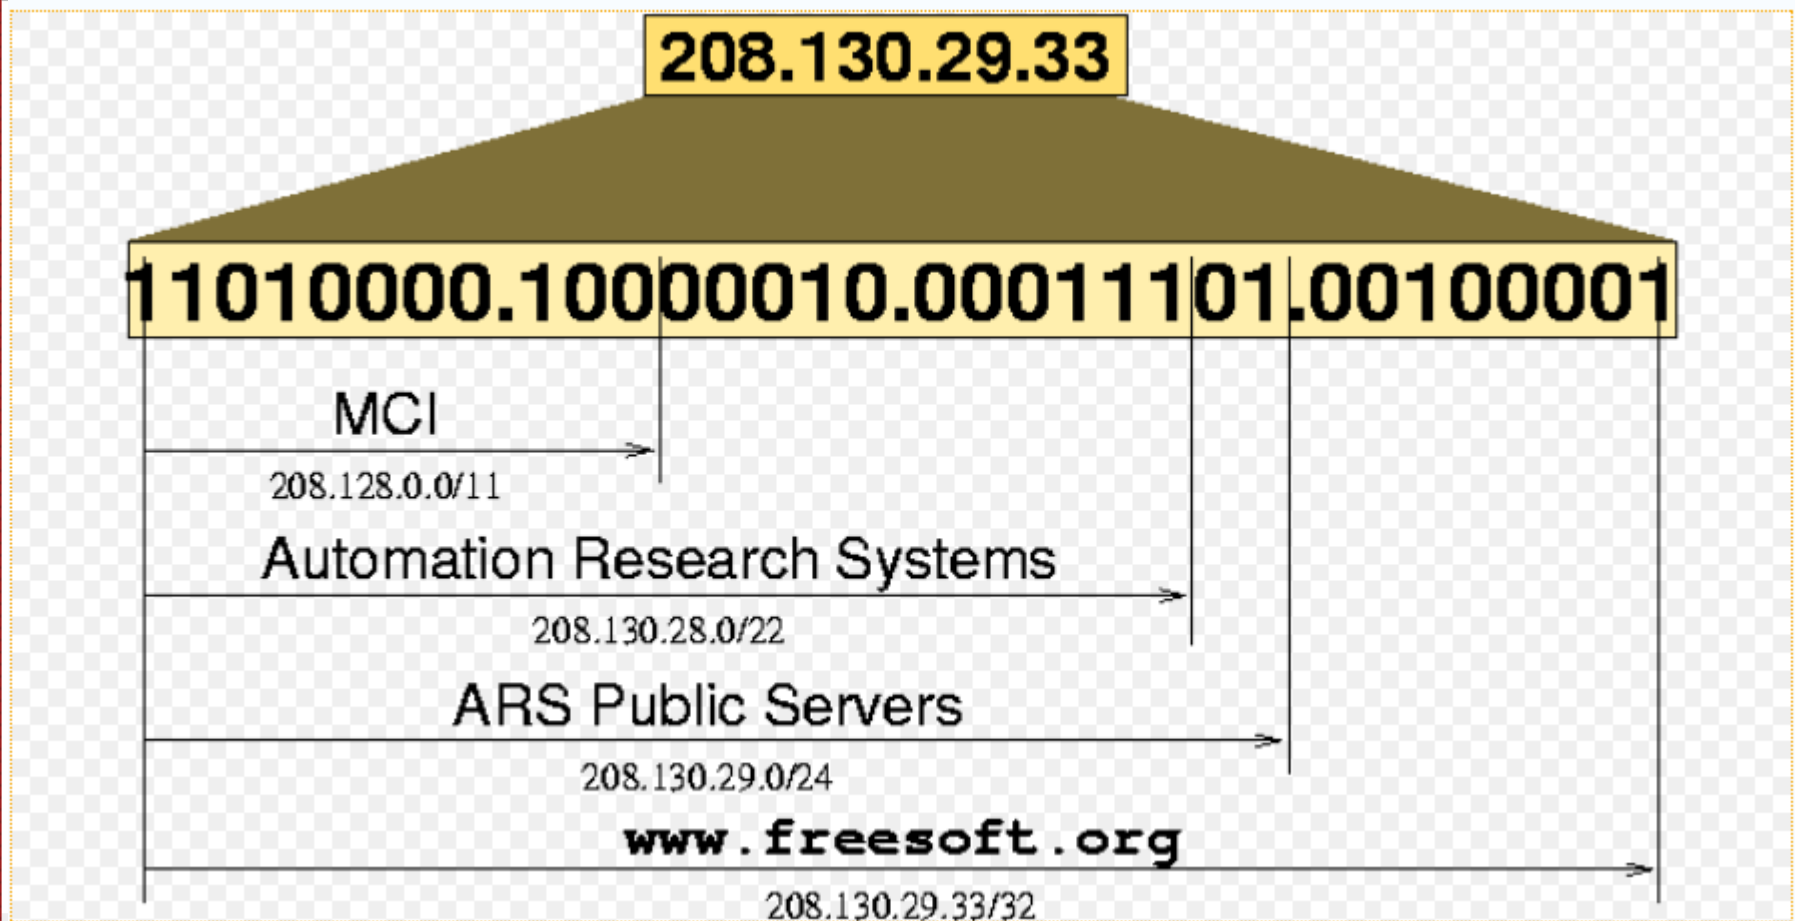 208.130.29.33
11010000.10000010.00011101.00100001
MCI
208.128.0.0/11
Automation Research Systems
208.130.28.0/22
ARS Public Servers
208.130.29.0/24
www.freesoft.org
208.130.29.33/32